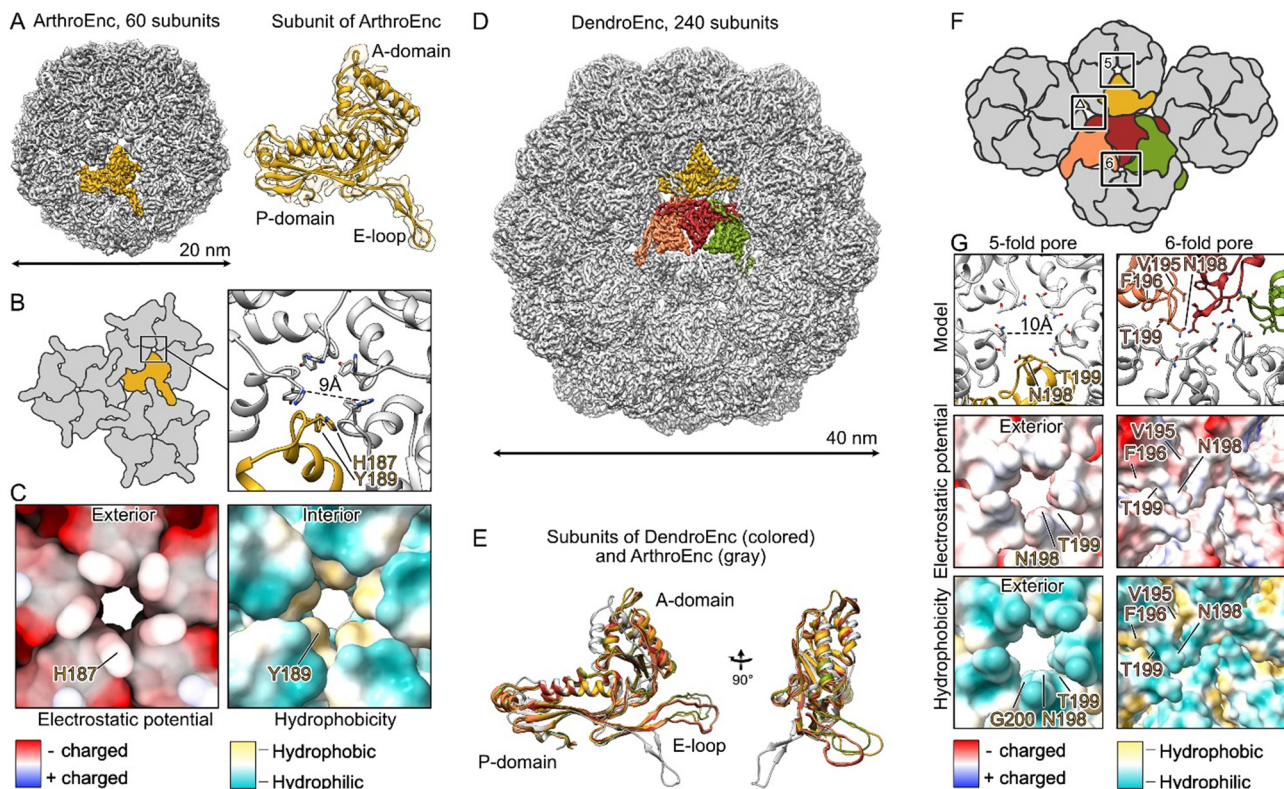 A
ArthroEnc, 60 subunits
Subunit of ArthroEnc
A-domain
P-domain
E-loop
20 nm
B
9Å
H187
Y189
C
Exterior
H187
Interior
Y189
Electrostatic potential
Hydrophobicity
- charged
+ charged
Hydrophobic
Hydrophilic
D
DendroEnc, 240 subunits
40 nm
E
Subunits of DendroEnc (colored)
and ArthroEnc (gray)
A-domain
90°
E-loop
P-domain
F
5
6
G
5-fold pore
6-fold pore
Model
10Å
T199
N198
V195
N198
F196
T199
Electrostatic potential
Exterior
T199
N198
V195
N198
F196
T199
Hydrophobicity
Exterior
T199
G200
N198
V195
N198
F196
T199
- charged
+ charged
Hydrophobic
Hydrophilic